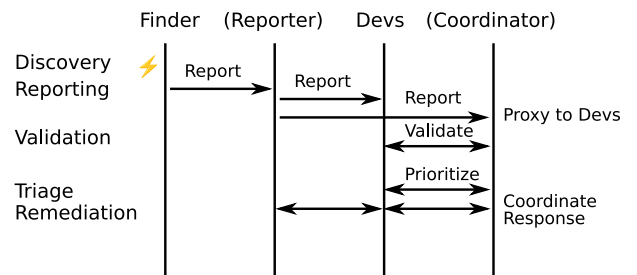 Finder (Reporter) Devs (Coordinator)
Discovery
Report
Reporting
Report
Report
Proxy to Devs
Validation
Validate
Prioritize
Triage
Remediation
Coordinate
Response